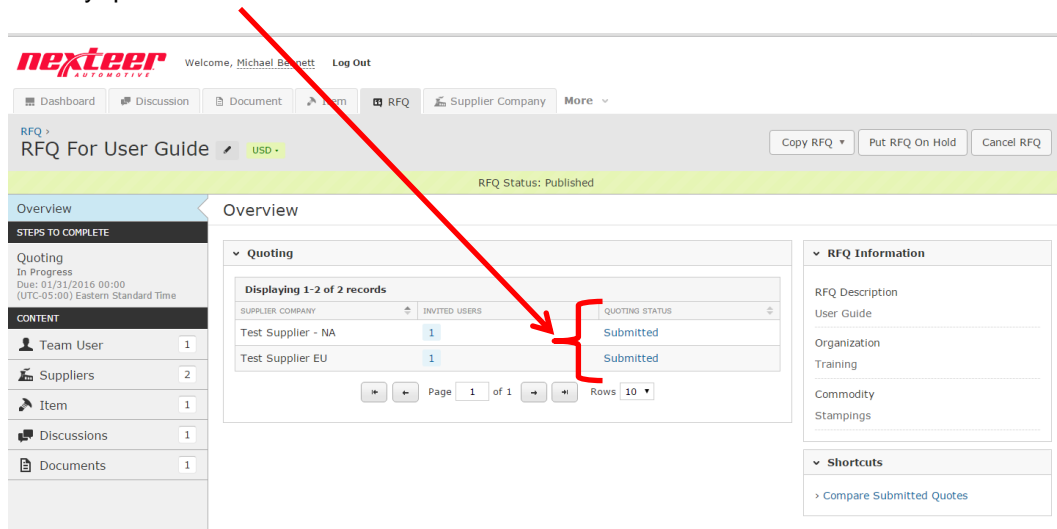 nexteer
AUTOMOTIVE
Welcome, Michael Bennett Log Out
Dashboard Discussion Document Item RFQ Supplier Company More
RFQ ›
RFQ For User Guide USD
Copy RFQ Put RFQ On Hold Cancel RFQ
RFQ Status: Published
Overview
STEPS TO COMPLETE
Quoting
In Progress
Due: 01/31/2016 00:00
(UTC-05:00) Eastern Standard Time
CONTENT
Team User 1
Suppliers 2
Item 1
Discussions 1
Documents 1
Overview
Quoting
Displaying 1-2 of 2 records
SUPPLIER COMPANY INVITED USERS QUOTING STATUS
Test Supplier - NA 1 Submitted
Test Supplier EU 1 Submitted
Page 1 of 1 Rows 10
RFQ Information
RFQ Description
User Guide
Organization
Training
Commodity
Stampings
Shortcuts
› Compare Submitted Quotes